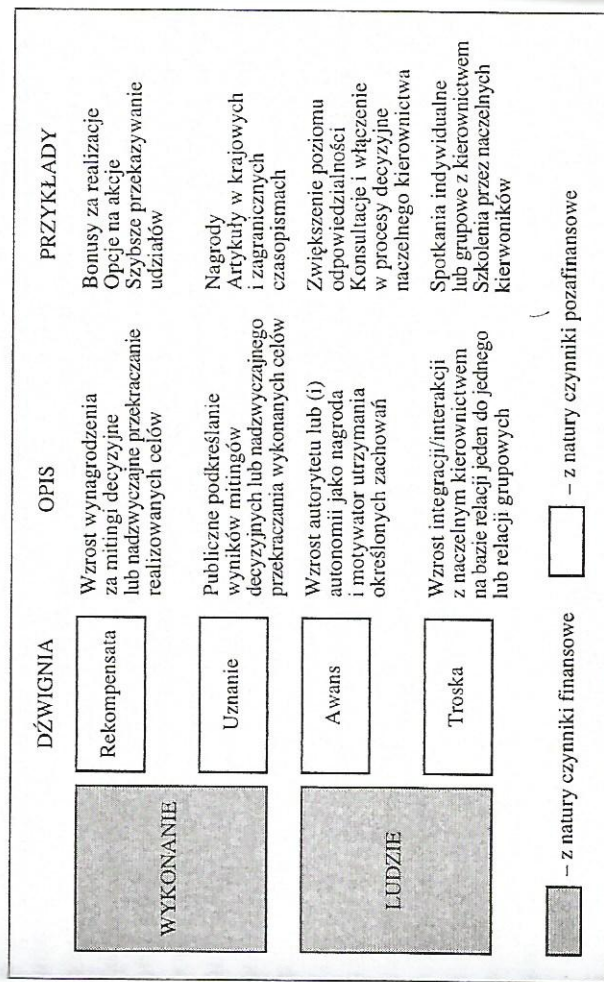 DŹWIGNIA
OPIS
PRZYKŁADY
WYKONANIE
Rekompensata
Wzrost wynagrodzenia
za mitingi decyzyjne
lub nadzwyczajne przekraczanie
realizowanych celów
Bonusy za realizacje
Opcje na akcje
Szybsze przekazywanie
udziałów
Uznanie
Publiczne podkreślanie
wyników mitingów
decyzyjnych lub nadzwyczajnego
przekraczania wykonanych celów
Nagrody
Artykuły w krajowych
i zagranicznych
czasopismach
LUDZIE
Awans
Wzrost autorytetu lub (i)
autonomii jako nagroda
i motywator utrzymania
określonych zachowań
Zwiększenie poziomu
odpowiedzialności
Konsultacje i włączenie
w procesy decyzyjne
naczelnego kierownictwa
Troska
Wzrost integracji/interakcji
z naczelnym kierownictwem
na bazie relacji jeden do jednego
lub relacji grupowych
Spotkania indywidualne
lub grupowe z kierownictwem
Szkolenia przez naczelnych
kierwoników
– z natury czynniki finansowe
– z natury czynniki pozafinansowe